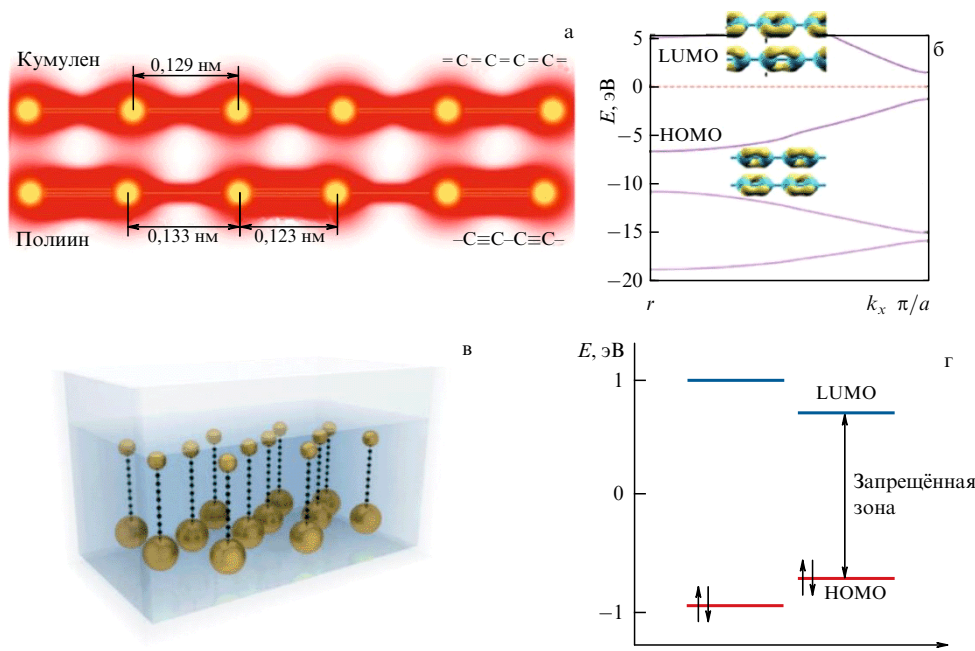 а
Кумулен
0,129 нм
=C=C=C=C=
0,133 нм
0,123 нм
Полиин
–C≡C–C≡C–
б
E, эВ
5
0
−5
−10
−15
−20
LUMO
HOMO
r
k_x π/a
в
г
E, эВ
1
0
−1
LUMO
Запрещённая
зона
HOMO